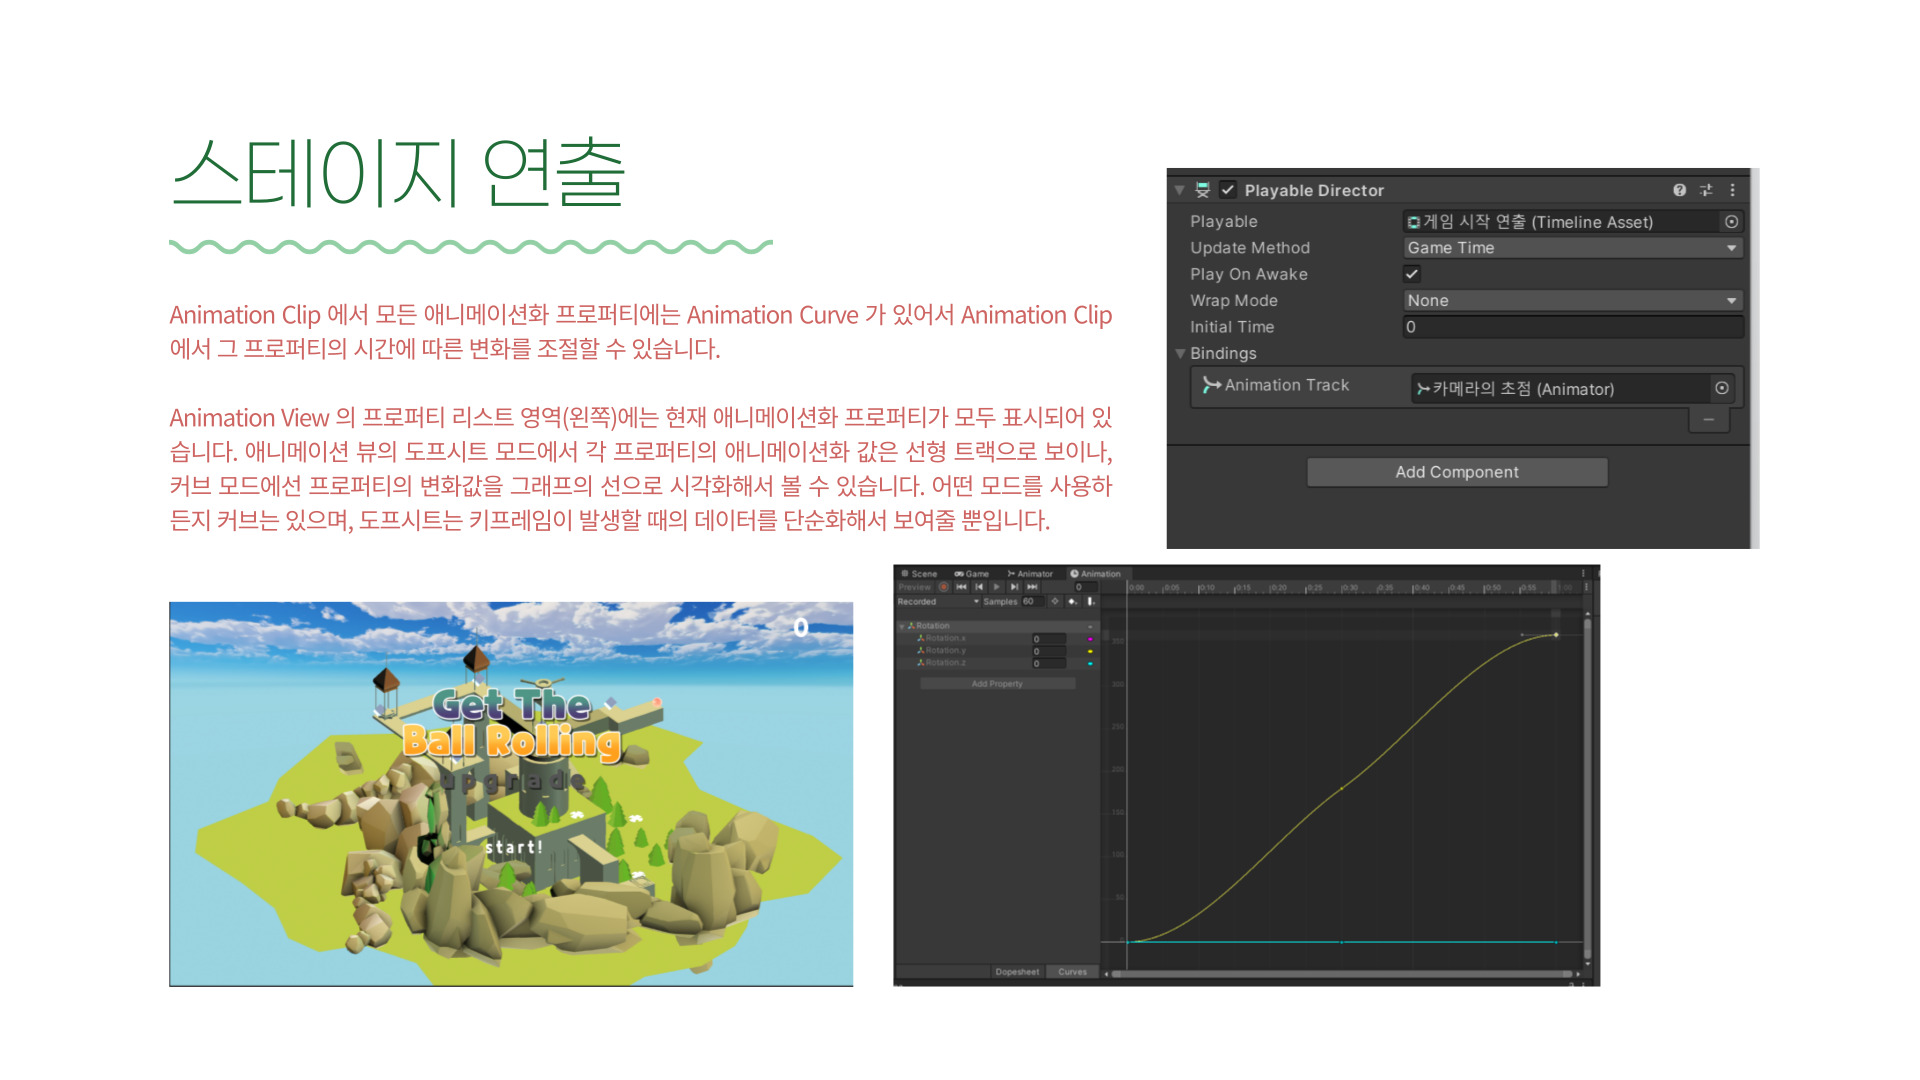 스테이지 연출
Animation Clip 에서 모든 애니메이션화 프로퍼티에는 Animation Curve 가 있어서 Animation Clip
에서 그 프로퍼티의 시간에 따른 변화를 조절할 수 있습니다.
Animation View 의 프로퍼티 리스트 영역(왼쪽)에는 현재 애니메이션화 프로퍼티가 모두 표시되어 있
습니다. 애니메이션 뷰의 도프시트 모드에서 각 프로퍼티의 애니메이션화 값은 선형 트랙으로 보이나,
커브 모드에선 프로퍼티의 변화값을 그래프의 선으로 시각화해서 볼 수 있습니다. 어떤 모드를 사용하
든지 커브는 있으며, 도프시트는 키프레임이 발생할 때의 데이터를 단순화해서 보여줄 뿐입니다.
Playable Director
Playable 게임 시작 연출 (Timeline Asset)
Update Method Game Time
Play On Awake
Wrap Mode None
Initial Time 0
Bindings
Animation Track 카메라의 초점 (Animator)
Add Component
0
Get The
Ball Rolling
upgrade
start!
Scene Game Animator Animation
Preview 0 0:00 0:05 0:10 0:15 0:20 0:25 0:30 0:35 0:40 0:45 0:50 0:55 1:00
Recorded Samples 60
Rotation
Rotation.x 0
Rotation.y 0
Rotation.z 0
Add Property
350
300
250
200
150
100
50
0
Dopesheet Curves